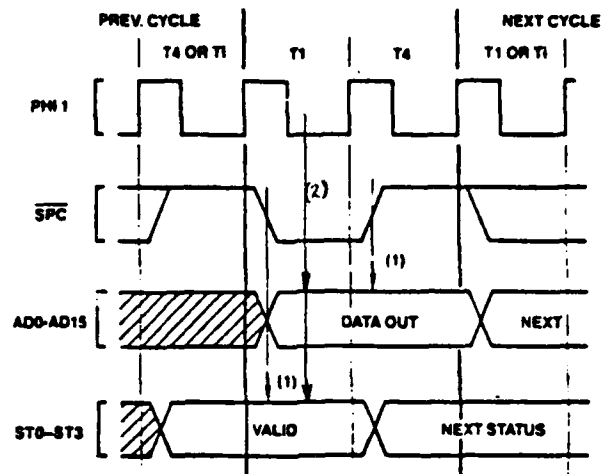 PREV. CYCLE NEXT CYCLE
T4 OR Ti T1 T4 T1 OR Ti
PHI 1
(2)
SPC
(1)
AD0-AD15 DATA OUT NEXT
(1)
ST0–ST3 VALID NEXT STATUS